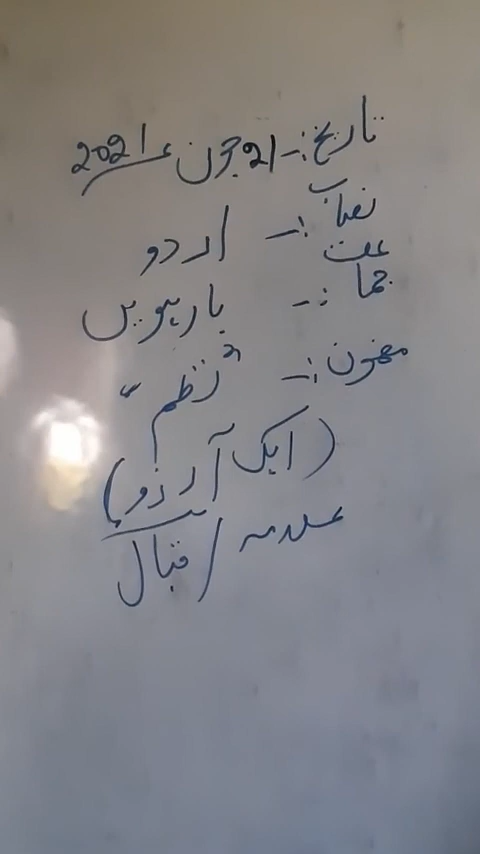 تاریخ:- 21 جون 2021ء
نصاب :- اردو
جماعت :- بارہویں
مضمون :- "نظم"
(ایک آرزو)
علامہ اقبال